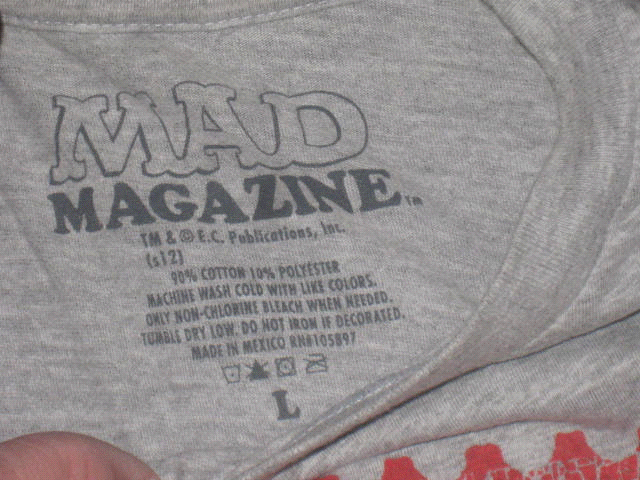 MAD
MAGAZINE™
TM & © E.C. Publications, Inc.
(s12)
90% COTTON 10% POLYESTER
MACHINE WASH COLD WITH LIKE COLORS.
ONLY NON-CHLORINE BLEACH WHEN NEEDED.
TUMBLE DRY LOW. DO NOT IRON IF DECORATED.
MADE IN MEXICO RN#105897
L